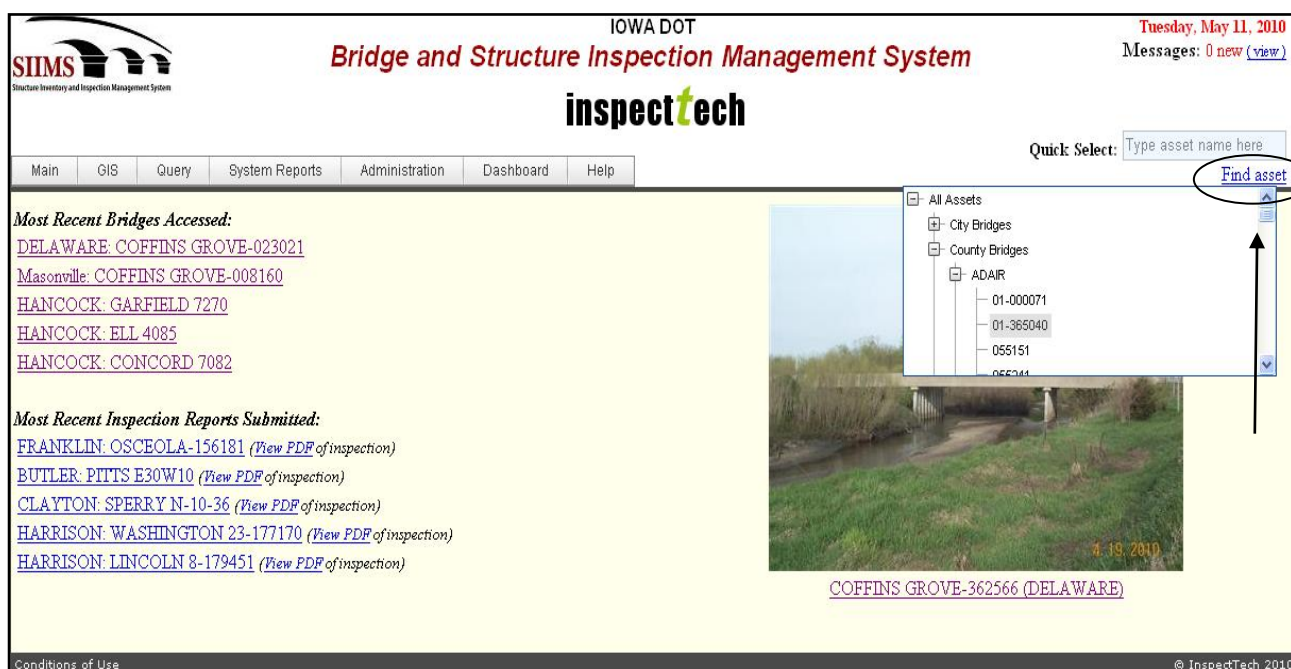 IOWA DOT
Bridge and Structure Inspection Management System
inspecttech
SIIMS
Structure Inventory and Inspection Management System
Tuesday, May 11, 2010
Messages: 0 new (view)
Quick Select: Type asset name here
Find asset
Main GIS Query System Reports Administration Dashboard Help
All Assets
City Bridges
County Bridges
ADAIR
01-000071
01-365040
055151
055241
Most Recent Bridges Accessed:
DELAWARE: COFFINS GROVE-023021
Masonville: COFFINS GROVE-008160
HANCOCK: GARFIELD 7270
HANCOCK: ELL 4085
HANCOCK: CONCORD 7082
Most Recent Inspection Reports Submitted:
FRANKLIN: OSCEOLA-156181 (View PDF of inspection)
BUTLER: PITTS E30W10 (View PDF of inspection)
CLAYTON: SPERRY N-10-36 (View PDF of inspection)
HARRISON: WASHINGTON 23-177170 (View PDF of inspection)
HARRISON: LINCOLN 8-179451 (View PDF of inspection)
4. 19. 2010
COFFINS GROVE-362566 (DELAWARE)
Conditions of Use
© InspectTech 2010